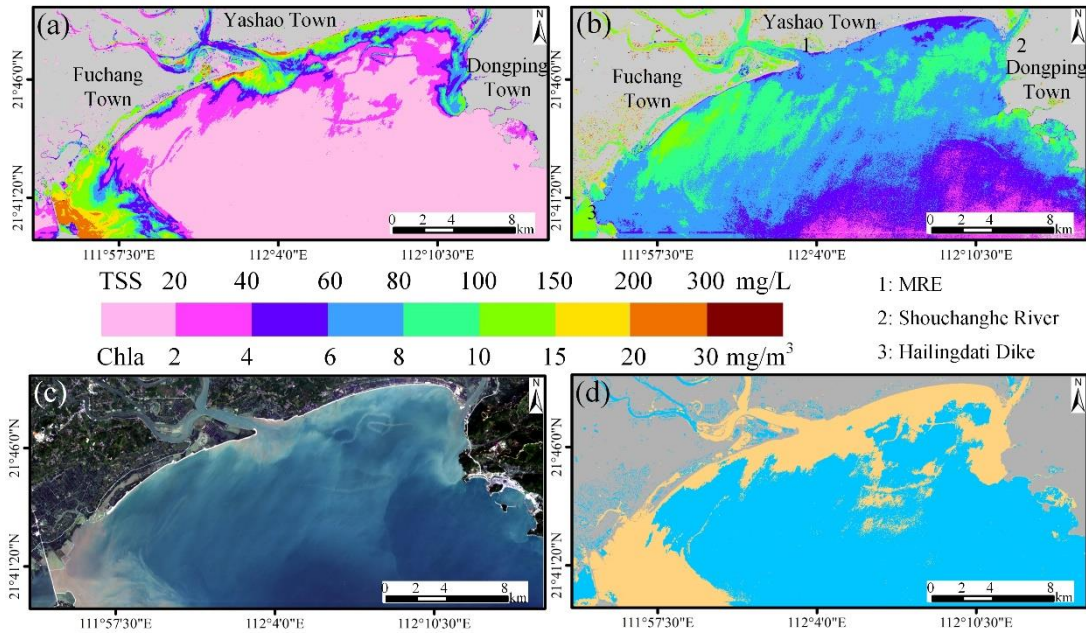 (a)
Yashao Town
N
Fuchang
Town
Dongping
Town
21°46'0"N
21°41'20"N
0 2 4 8
km
111°57'30"E 112°4'0"E 112°10'30"E
(b)
Yashao Town
N
1
2
Fuchang
Town
Dongping
Town
3
21°46'0"N
21°41'20"N
0 2 4 8
km
111°57'30"E 112°4'0"E 112°10'30"E
TSS 20 40 60 80 100 150 200 300 mg/L
Chla 2 4 6 8 10 15 20 30 mg/m³
1: MRE
2: Shouchanghe River
3: Hailingdati Dike
(c)
N
21°46'0"N
21°41'20"N
0 2 4 8
km
111°57'30"E 112°4'0"E 112°10'30"E
(d)
N
21°46'0"N
21°41'20"N
0 2 4 8
km
111°57'30"E 112°4'0"E 112°10'30"E